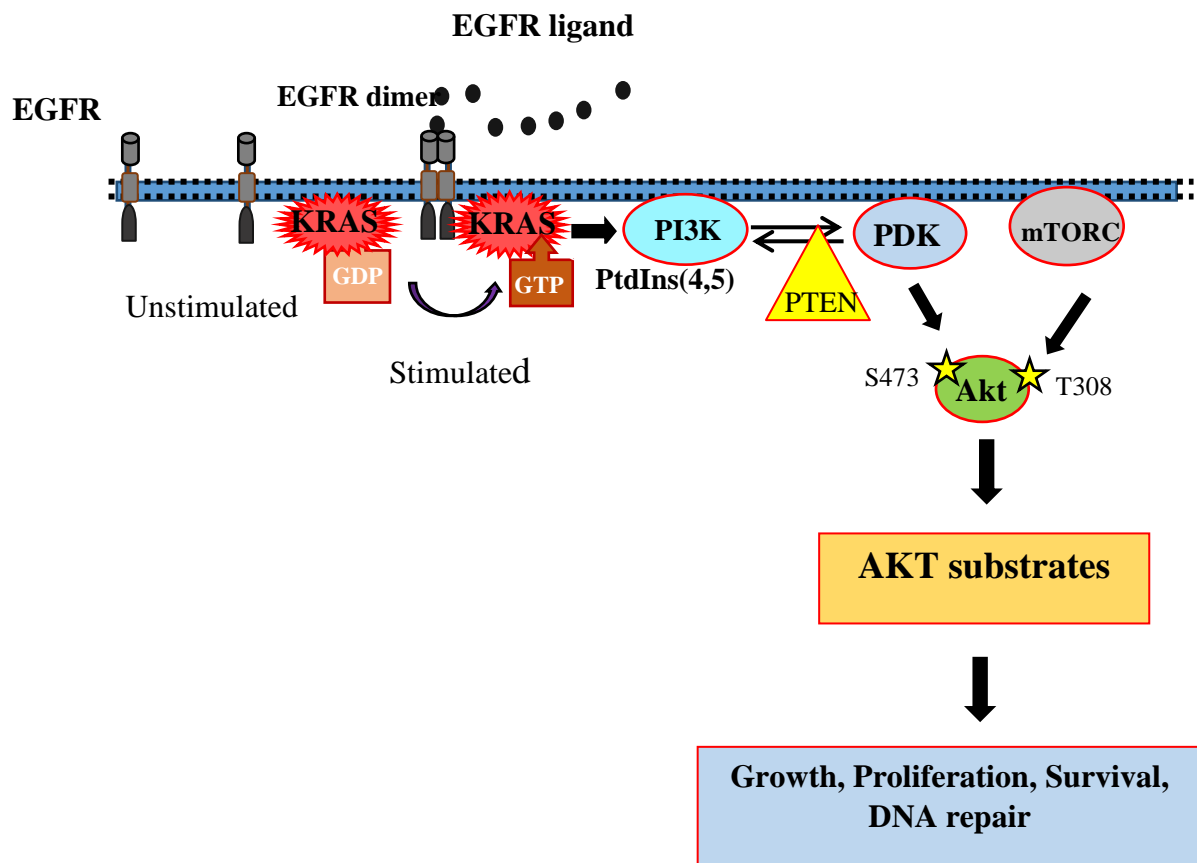 EGFR ligand
EGFR dimer
EGFR
KRAS
KRAS
PI3K
PDK
mTORC
GDP
GTP
PtdIns(4,5)
PTEN
Unstimulated
Stimulated
S473
Akt
T308
AKT substrates
Growth, Proliferation, Survival,
DNA repair